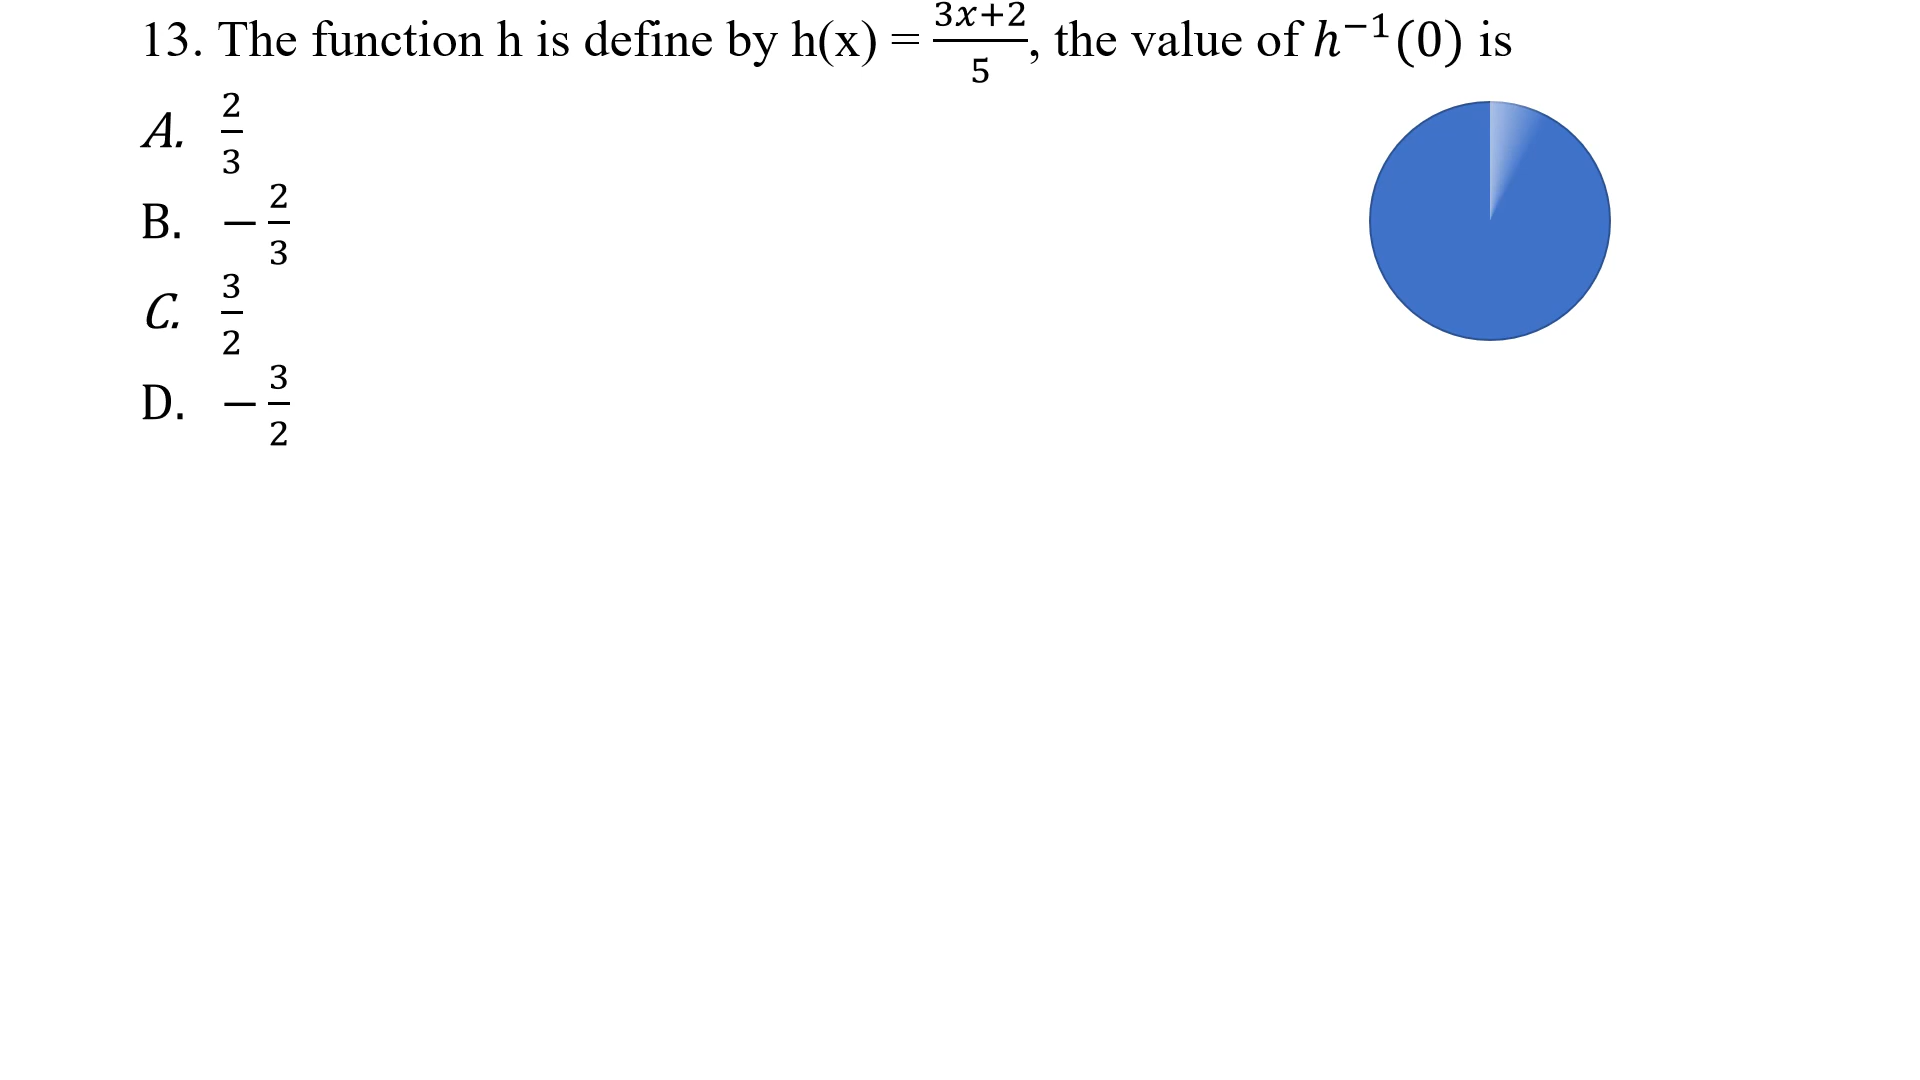 13. The function h is define by h(x) = (3x+2)/5, the value of h⁻¹(0) is
A. 2/3
B. −2/3
C. 3/2
D. −3/2